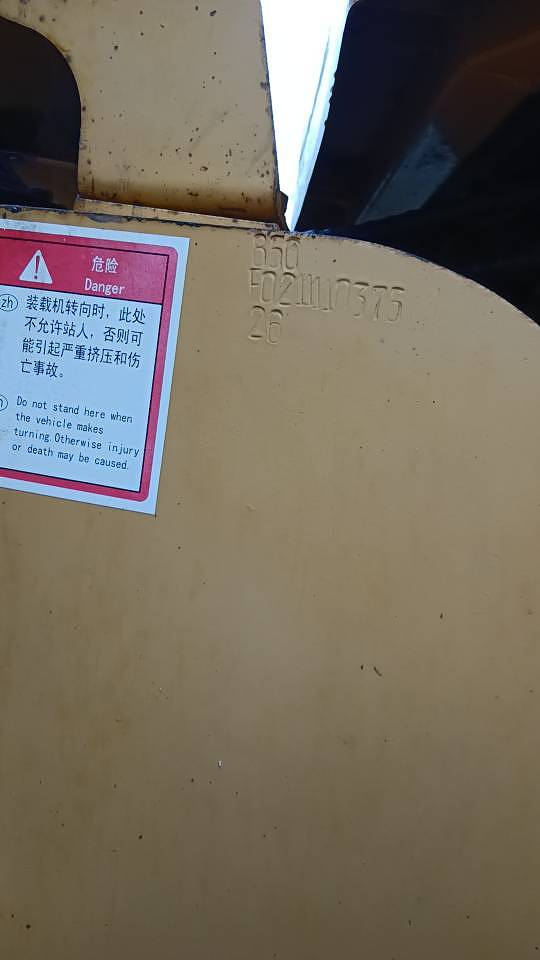 危险
Danger
zh
装载机转向时，此处
不允许站人，否则可
能引起严重挤压和伤
亡事故。
Do not stand here when
the vehicle makes
turning.Otherwise injury
or death may be caused.
F0211110375
26